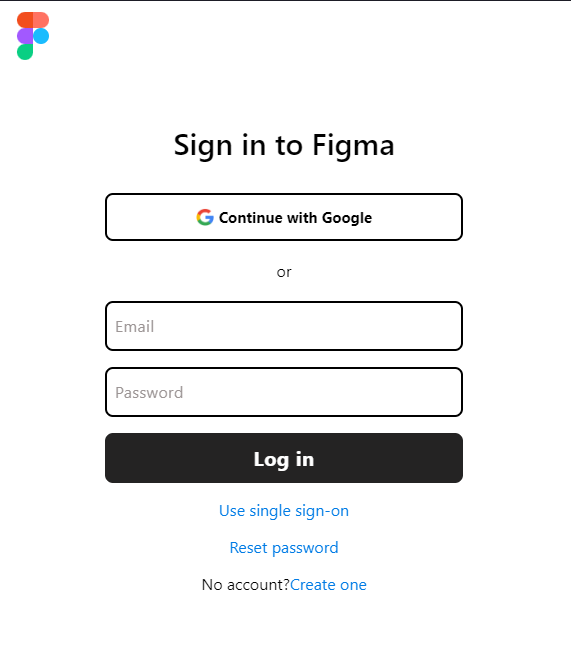 Sign in to Figma
Continue with Google
or
Email
Password
Log in
Use single sign-on
Reset password
No account?Create one